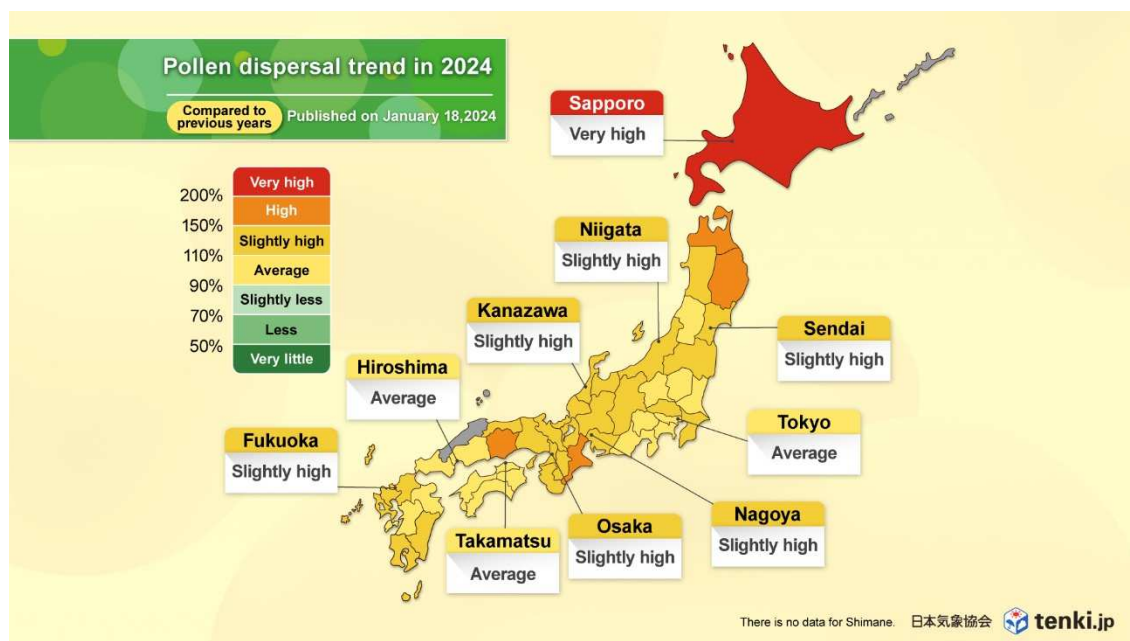 Pollen dispersal trend in 2024
Compared to
previous years
Published on January 18,2024
Very high
200%
High
150%
Slightly high
110%
Average
90%
Slightly less
70%
Less
50%
Very little
Sapporo
Very high
Niigata
Slightly high
Kanazawa
Slightly high
Sendai
Slightly high
Hiroshima
Average
Tokyo
Average
Fukuoka
Slightly high
Takamatsu
Average
Osaka
Slightly high
Nagoya
Slightly high
There is no data for Shimane.
日本気象協会
tenki.jp